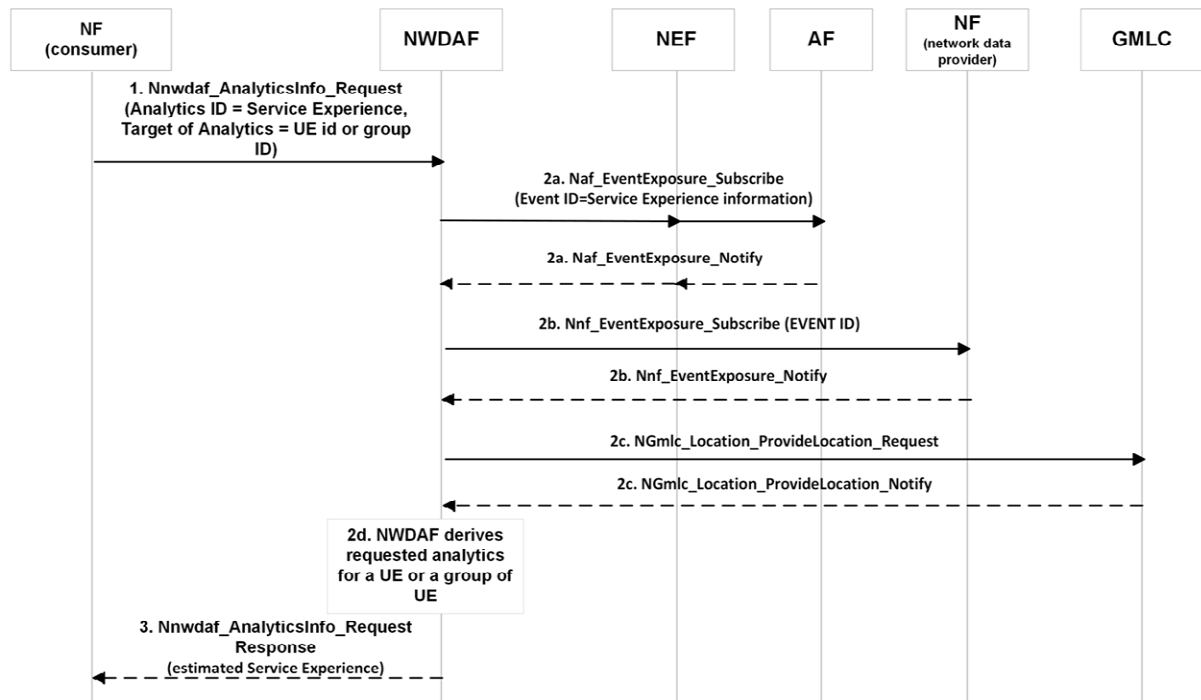 NF
(consumer)
NWDAF
NEF
AF
NF
(network data
provider)
GMLC
1. Nnwdaf_AnalyticsInfo_Request
(Analytics ID = Service Experience,
Target of Analytics = UE id or group
ID)
2a. Naf_EventExposure_Subscribe
(Event ID=Service Experience information)
2a. Naf_EventExposure_Notify
2b. Nnf_EventExposure_Subscribe (EVENT ID)
2b. Nnf_EventExposure_Notify
2c. NGmlc_Location_ProvideLocation_Request
2c. NGmlc_Location_ProvideLocation_Notify
2d. NWDAF derives
requested analytics
for a UE or a group of
UE
3. Nnwdaf_AnalyticsInfo_Request
Response
(estimated Service Experience)